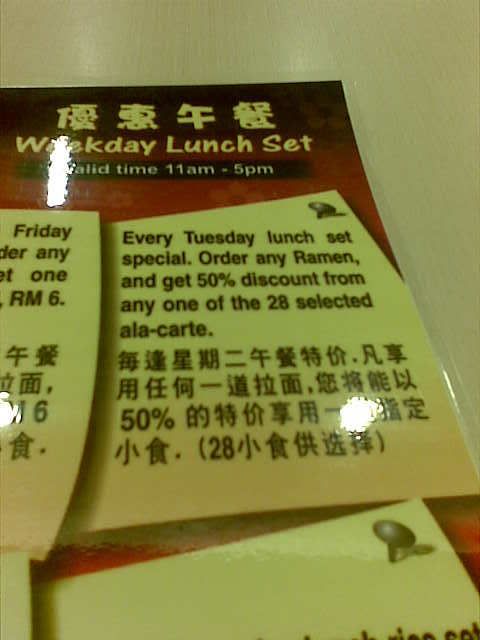 優惠午餐
Weekday Lunch Set
Valid time 11am - 5pm
Friday
any
one
RM 6.
午餐
拉面,
6
食.
Every Tuesday lunch set
special. Order any Ramen,
and get 50% discount from
any one of the 28 selected
ala-carte.
每逢星期二午餐特价.凡享
用任何一道拉面,您将能以
50% 的特价享用一 指定
小食. (28小食供选择)
lunch rice set